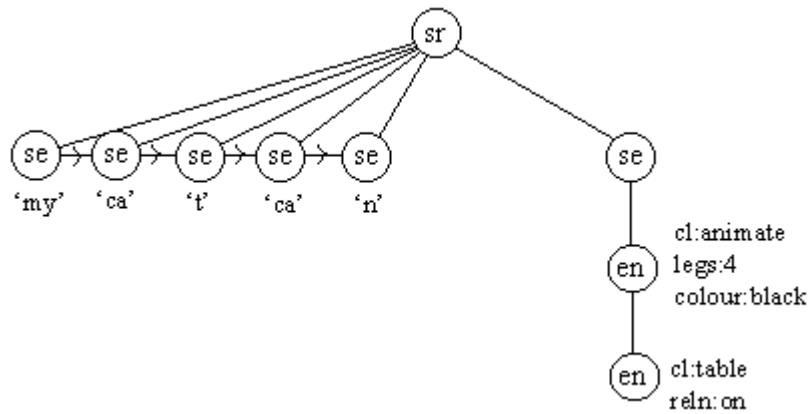 sr
se se se se se se
‘my’ ‘ca’ ‘t’ ‘ca’ ‘n’
cl:animate
en legs:4
colour:black
en cl:table
reln:on